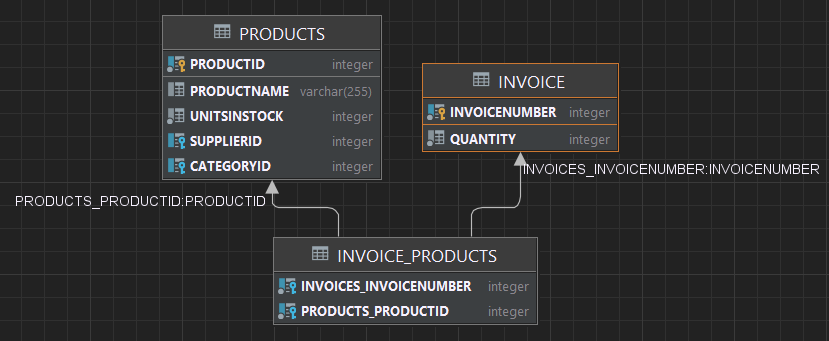 PRODUCTS
PRODUCTID integer
PRODUCTNAME varchar(255)
UNITSINSTOCK integer
SUPPLIERID integer
CATEGORYID integer
INVOICE
INVOICENUMBER integer
QUANTITY integer
INVOICES_INVOICENUMBER:INVOICENUMBER
PRODUCTS_PRODUCTID:PRODUCTID
INVOICE_PRODUCTS
INVOICES_INVOICENUMBER integer
PRODUCTS_PRODUCTID integer